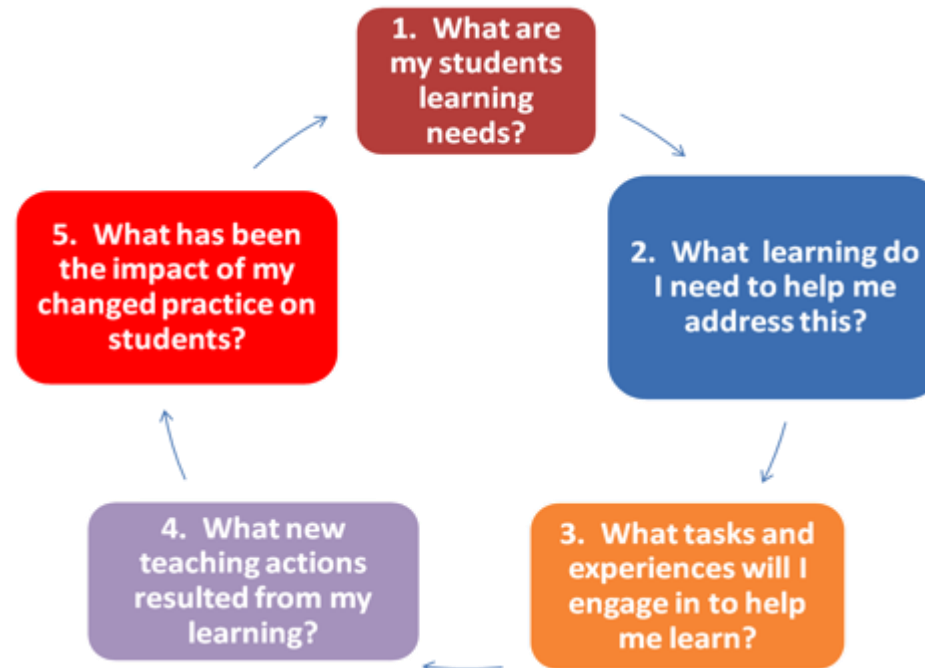 1. What are
my students
learning
needs?
2. What learning do
I need to help me
address this?
3. What tasks and
experiences will I
engage in to help
me learn?
4. What new
teaching actions
resulted from my
learning?
5. What has been
the impact of my
changed practice on
students?